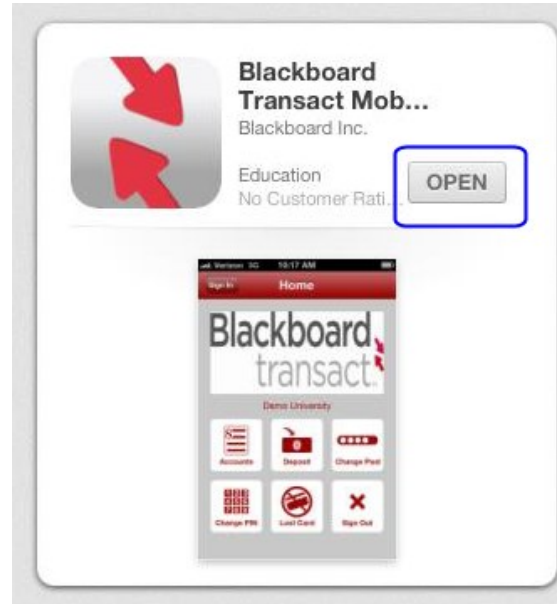 Blackboard
Transact Mob...
Blackboard Inc.
Education
No Customer Rati...
OPEN
Verizon 3G 10:17 AM
Sign In Home
Blackboard
transact
Demo University
Accounts Deposit Change Pwd
Change PIN Lost Card Sign Out